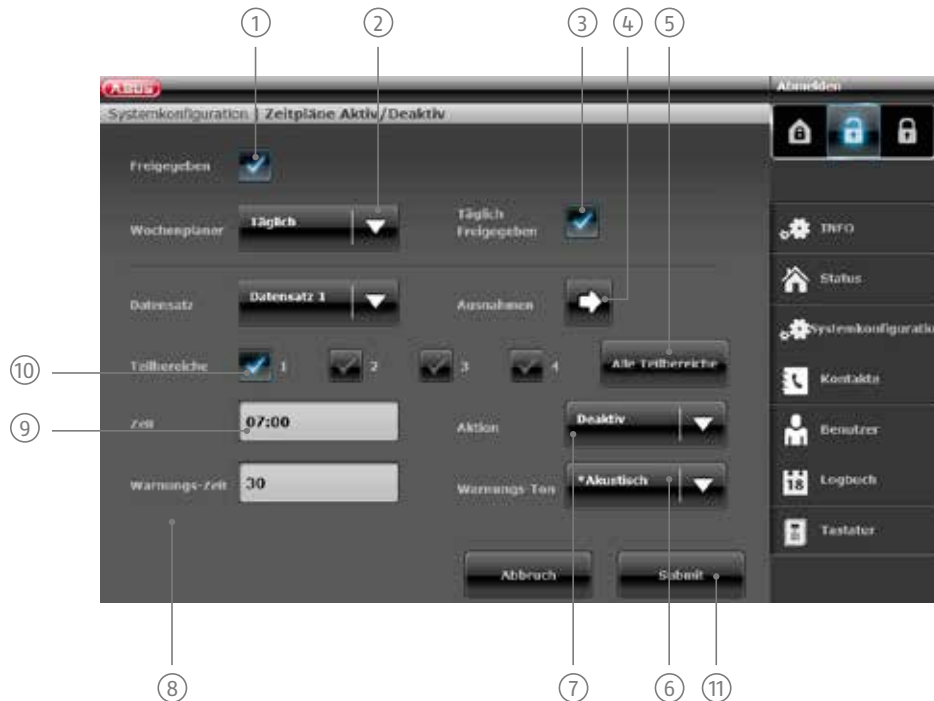 1 2 3 4 5
ABUS
Abmelden
Systemkonfiguration | Zeitpläne Aktiv/Deaktiv
Freigegeben
Wochenplaner Täglich Täglich Freigegeben
INFO
Datensatz Datensatz 1 Ausnahmen
Status
Systemkonfiguratio
10 Teilbereiche 1 2 3 4 Alle Teilbereiche
Kontakte
9 Zeit 07:00 Aktion Deaktiv
Benutzer
Warnungs-Zeit 30 Warnungs Ton *Akustisch
18 Logbuch
Tastatur
Abbruch Submit
8 7 6 11